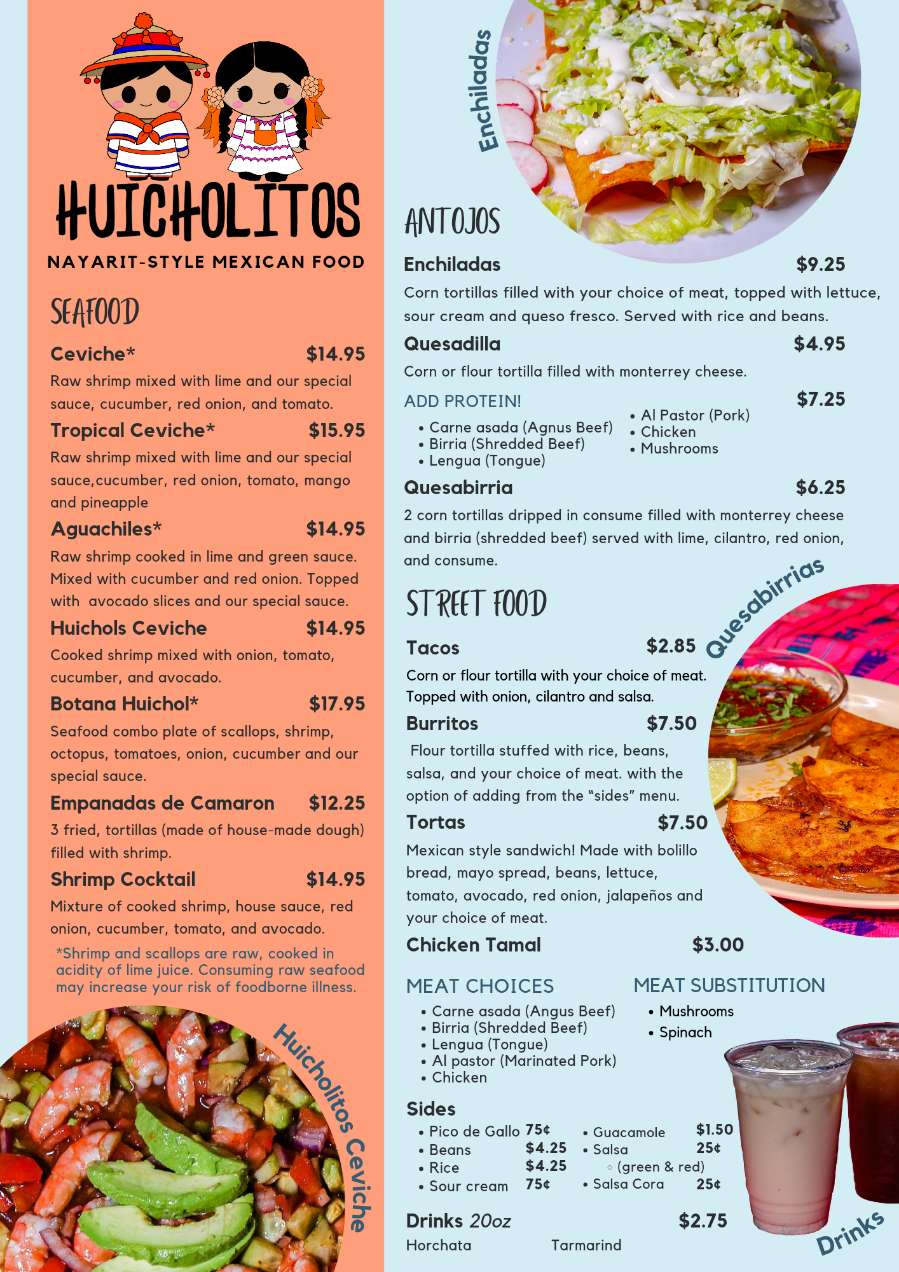 HUICHOLITOS
NAYARIT-STYLE MEXICAN FOOD
SEAFOOD
Ceviche* $14.95
Raw shrimp mixed with lime and our special
sauce, cucumber, red onion, and tomato.
Tropical Ceviche* $15.95
Raw shrimp mixed with lime and our special
sauce,cucumber, red onion, tomato, mango
and pineapple
Aguachiles* $14.95
Raw shrimp cooked in lime and green sauce.
Mixed with cucumber and red onion. Topped
with avocado slices and our special sauce.
Huichols Ceviche $14.95
Cooked shrimp mixed with onion, tomato,
cucumber, and avocado.
Botana Huichol* $17.95
Seafood combo plate of scallops, shrimp,
octopus, tomatoes, onion, cucumber and our
special sauce.
Empanadas de Camaron $12.25
3 fried, tortillas (made of house-made dough)
filled with shrimp.
Shrimp Cocktail $14.95
Mixture of cooked shrimp, house sauce, red
onion, cucumber, tomato, and avocado.
*Shrimp and scallops are raw, cooked in
acidity of lime juice. Consuming raw seafood
may increase your risk of foodborne illness.
Huicholitos Ceviche
Enchiladas
ANTOJOS
Enchiladas $9.25
Corn tortillas filled with your choice of meat, topped with lettuce,
sour cream and queso fresco. Served with rice and beans.
Quesadilla $4.95
Corn or flour tortilla filled with monterrey cheese.
ADD PROTEIN! $7.25
• Carne asada (Agnus Beef)
• Birria (Shredded Beef)
• Lengua (Tongue)
• Al Pastor (Pork)
• Chicken
• Mushrooms
Quesabirria $6.25
2 corn tortillas dripped in consume filled with monterrey cheese
and birria (shredded beef) served with lime, cilantro, red onion,
and consume.
Quesabirrias
STREET FOOD
Tacos $2.85
Corn or flour tortilla with your choice of meat.
Topped with onion, cilantro and salsa.
Burritos $7.50
Flour tortilla stuffed with rice, beans,
salsa, and your choice of meat. with the
option of adding from the “sides” menu.
Tortas $7.50
Mexican style sandwich! Made with bolillo
bread, mayo spread, beans, lettuce,
tomato, avocado, red onion, jalapeños and
your choice of meat.
Chicken Tamal $3.00
MEAT CHOICES
• Carne asada (Angus Beef)
• Birria (Shredded Beef)
• Lengua (Tongue)
• Al pastor (Marinated Pork)
• Chicken
MEAT SUBSTITUTION
• Mushrooms
• Spinach
Sides
• Pico de Gallo 75¢
• Beans $4.25
• Rice $4.25
• Sour cream 75¢
• Guacamole $1.50
• Salsa 25¢
◦ (green & red)
• Salsa Cora 25¢
Drinks 20oz $2.75
Horchata Tarmarind
Drinks